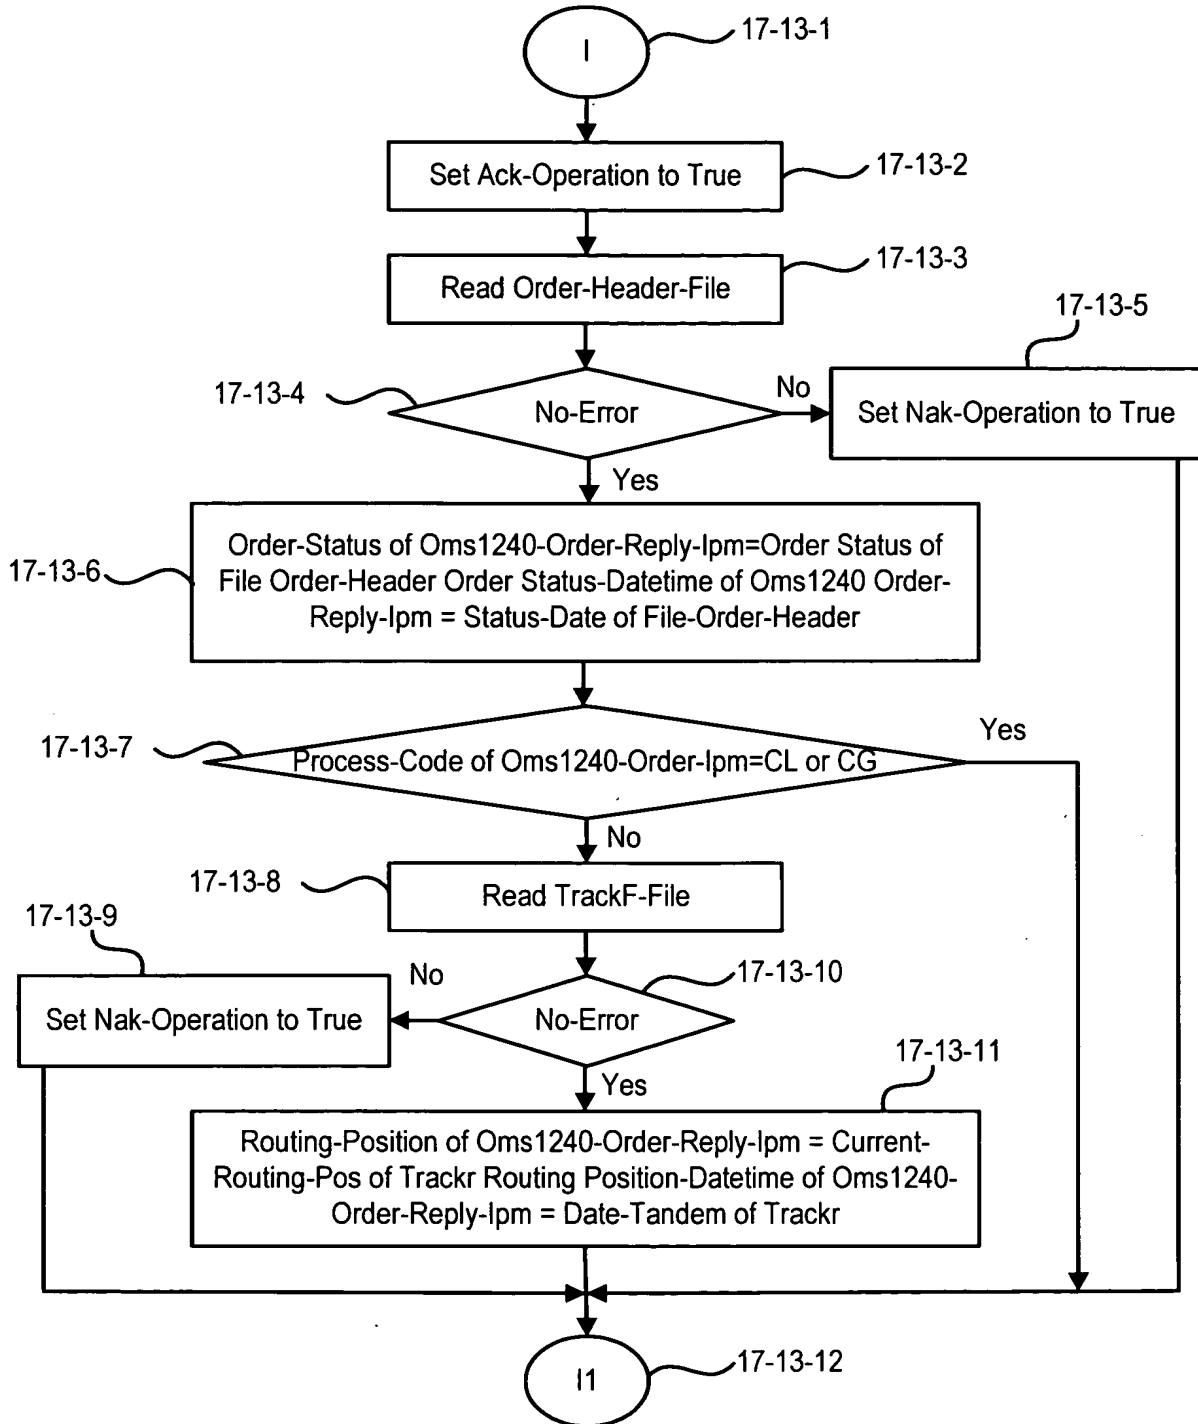 I
17-13-1
Set Ack-Operation to True
17-13-2
Read Order-Header-File
17-13-3
17-13-4
No-Error
No
17-13-5
Set Nak-Operation to True
Yes
17-13-6
Order-Status of Oms1240-Order-Reply-Ipm=Order Status of
File Order-Header Order Status-Datetime of Oms1240 Order-
Reply-Ipm = Status-Date of File-Order-Header
17-13-7
Process-Code of Oms1240-Order-Ipm=CL or CG
Yes
No
17-13-8
Read TrackF-File
17-13-9
Set Nak-Operation to True
No
No-Error
17-13-10
Yes
17-13-11
Routing-Position of Oms1240-Order-Reply-Ipm = Current-
Routing-Pos of Trackr Routing Position-Datetime of Oms1240-
Order-Reply-Ipm = Date-Tandem of Trackr
I1
17-13-12